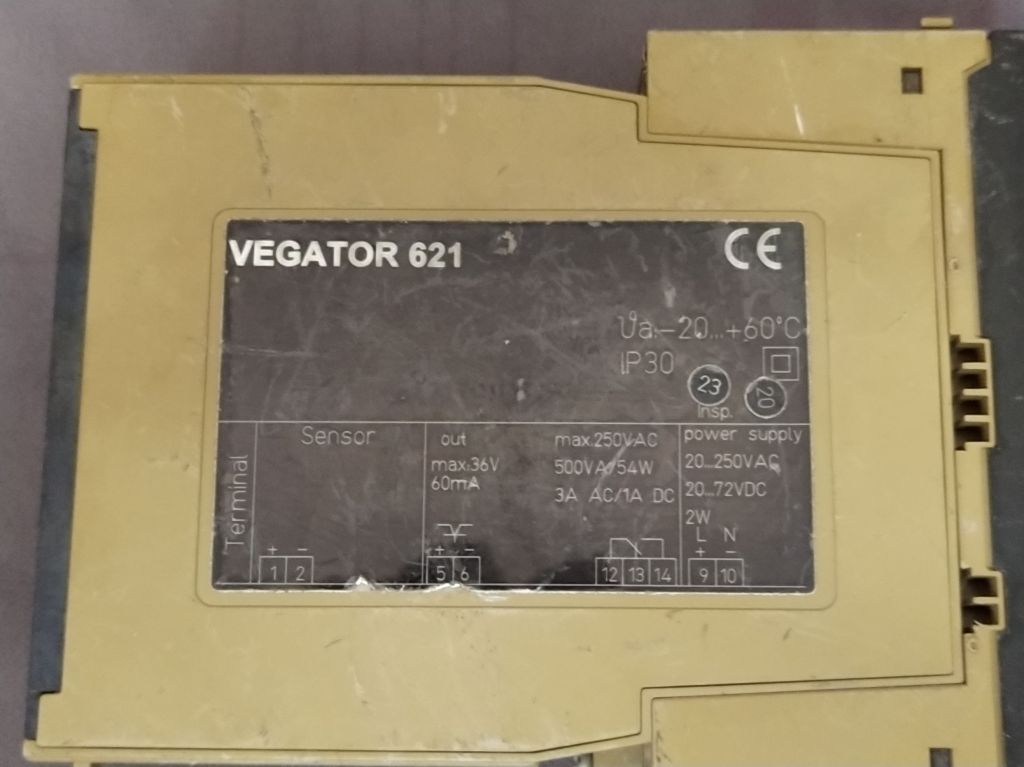 VEGATOR 621 CE
ϑa:-20...+60°C
IP30
23 20
Insp.
Terminal
Sensor
+ -
1 2
out
max.36V
60mA
+ -
5 6
max.250VAC
500VA/54W
3A AC/1A DC
12 13 14
power supply
20...250VAC
20...72VDC
2W
L N
+ -
9 10